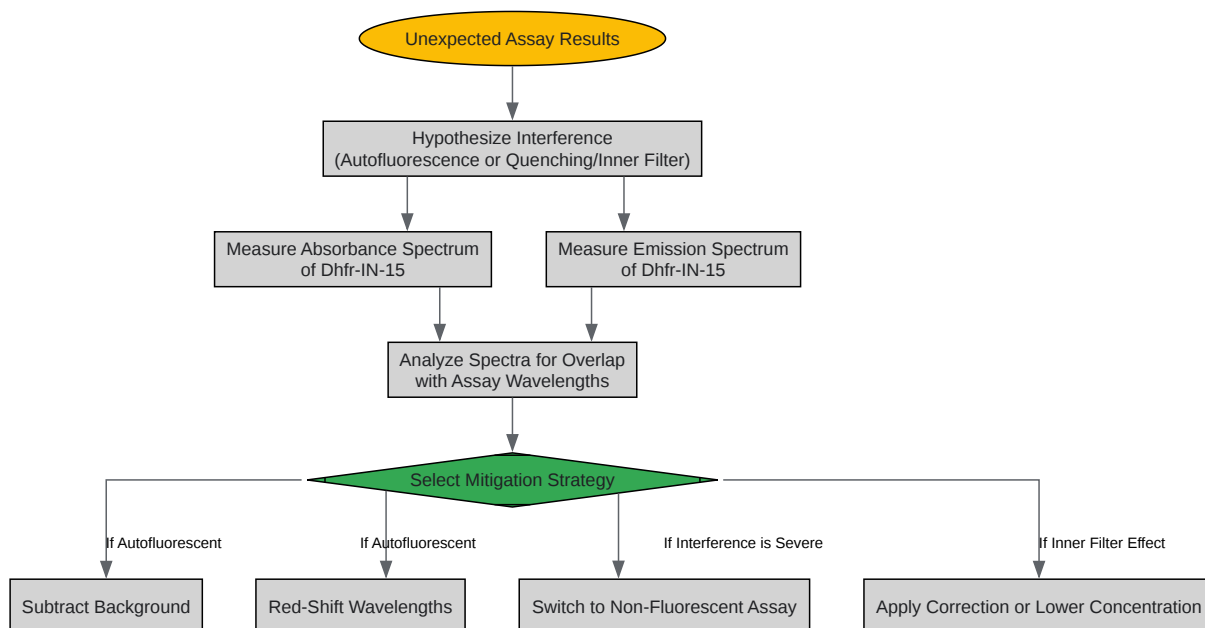 Unexpected Assay Results
Hypothesize Interference
(Autofluorescence or Quenching/Inner Filter)
Measure Absorbance Spectrum
of Dhfr-IN-15
Measure Emission Spectrum
of Dhfr-IN-15
Analyze Spectra for Overlap
with Assay Wavelengths
Select Mitigation Strategy
If Autofluorescent
If Autofluorescent
If Interference is Severe
If Inner Filter Effect
Subtract Background
Red-Shift Wavelengths
Switch to Non-Fluorescent Assay
Apply Correction or Lower Concentration